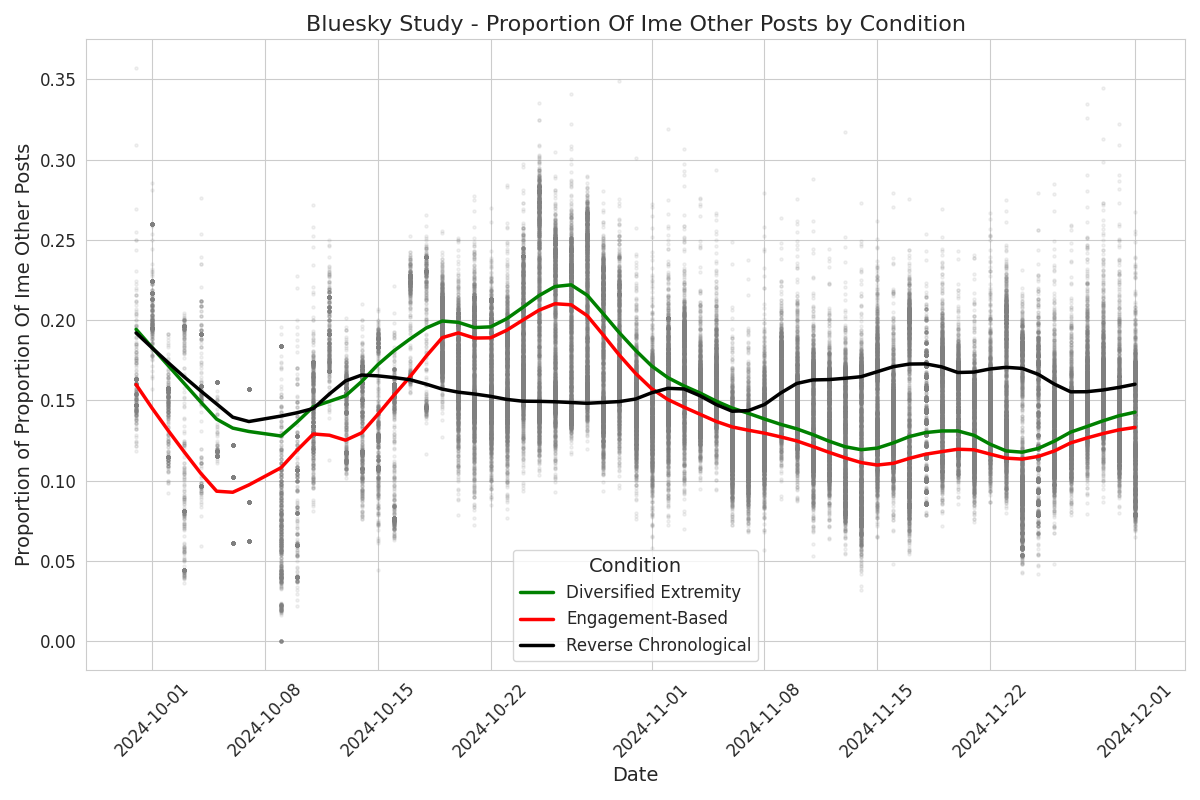 Bluesky Study - Proportion Of Ime Other Posts by Condition
Proportion of Proportion Of Ime Other Posts
0.35
0.30
0.25
0.20
0.15
0.10
0.05
0.00
Condition
Diversified Extremity
Engagement-Based
Reverse Chronological
2024-10-01
2024-10-08
2024-10-15
2024-10-22
2024-11-01
2024-11-08
2024-11-15
2024-11-22
2024-12-01
Date